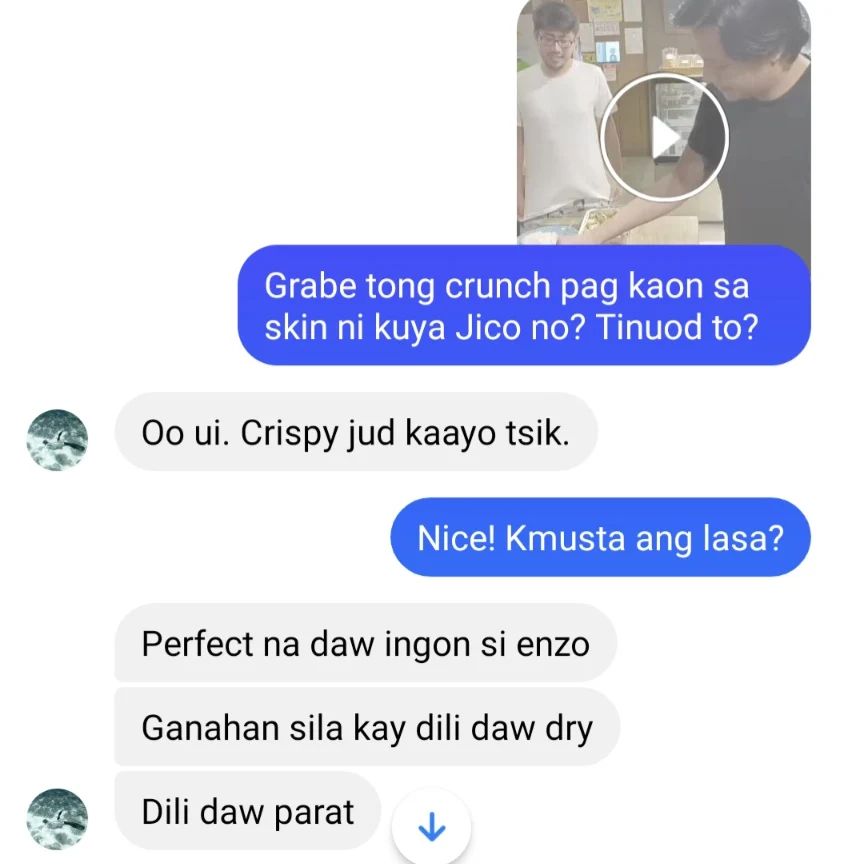 Grabe tong crunch pag kaon sa
skin ni kuya Jico no? Tinuod to?
Oo ui. Crispy jud kaayo tsik.
Nice! Kmusta ang lasa?
Perfect na daw ingon si enzo
Ganahan sila kay dili daw dry
Dili daw parat